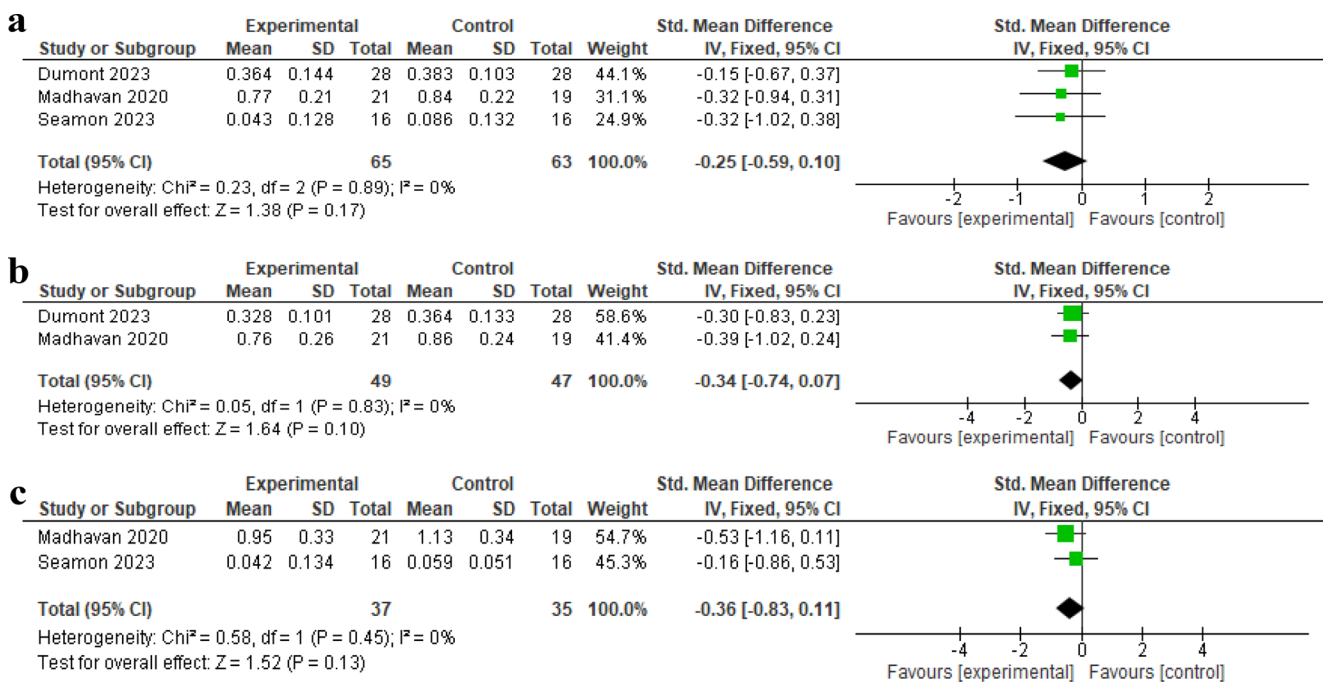 a
Experimental Control Std. Mean Difference Std. Mean Difference
Study or Subgroup Mean SD Total Mean SD Total Weight IV, Fixed, 95% CI IV, Fixed, 95% CI
Dumont 2023 0.364 0.144 28 0.383 0.103 28 44.1% -0.15 [-0.67, 0.37]
Madhavan 2020 0.77 0.21 21 0.84 0.22 19 31.1% -0.32 [-0.94, 0.31]
Seamon 2023 0.043 0.128 16 0.086 0.132 16 24.9% -0.32 [-1.02, 0.38]
Total (95% CI) 65 63 100.0% -0.25 [-0.59, 0.10]
Heterogeneity: Chi² = 0.23, df = 2 (P = 0.89); I² = 0%
Test for overall effect: Z = 1.38 (P = 0.17)
-2 -1 0 1 2
Favours [experimental] Favours [control]
b
Experimental Control Std. Mean Difference Std. Mean Difference
Study or Subgroup Mean SD Total Mean SD Total Weight IV, Fixed, 95% CI IV, Fixed, 95% CI
Dumont 2023 0.328 0.101 28 0.364 0.133 28 58.6% -0.30 [-0.83, 0.23]
Madhavan 2020 0.76 0.26 21 0.86 0.24 19 41.4% -0.39 [-1.02, 0.24]
Total (95% CI) 49 47 100.0% -0.34 [-0.74, 0.07]
Heterogeneity: Chi² = 0.05, df = 1 (P = 0.83); I² = 0%
Test for overall effect: Z = 1.64 (P = 0.10)
-4 -2 0 2 4
Favours [experimental] Favours [control]
c
Experimental Control Std. Mean Difference Std. Mean Difference
Study or Subgroup Mean SD Total Mean SD Total Weight IV, Fixed, 95% CI IV, Fixed, 95% CI
Madhavan 2020 0.95 0.33 21 1.13 0.34 19 54.7% -0.53 [-1.16, 0.11]
Seamon 2023 0.042 0.134 16 0.059 0.051 16 45.3% -0.16 [-0.86, 0.53]
Total (95% CI) 37 35 100.0% -0.36 [-0.83, 0.11]
Heterogeneity: Chi² = 0.58, df = 1 (P = 0.45); I² = 0%
Test for overall effect: Z = 1.52 (P = 0.13)
-4 -2 0 2 4
Favours [experimental] Favours [control]